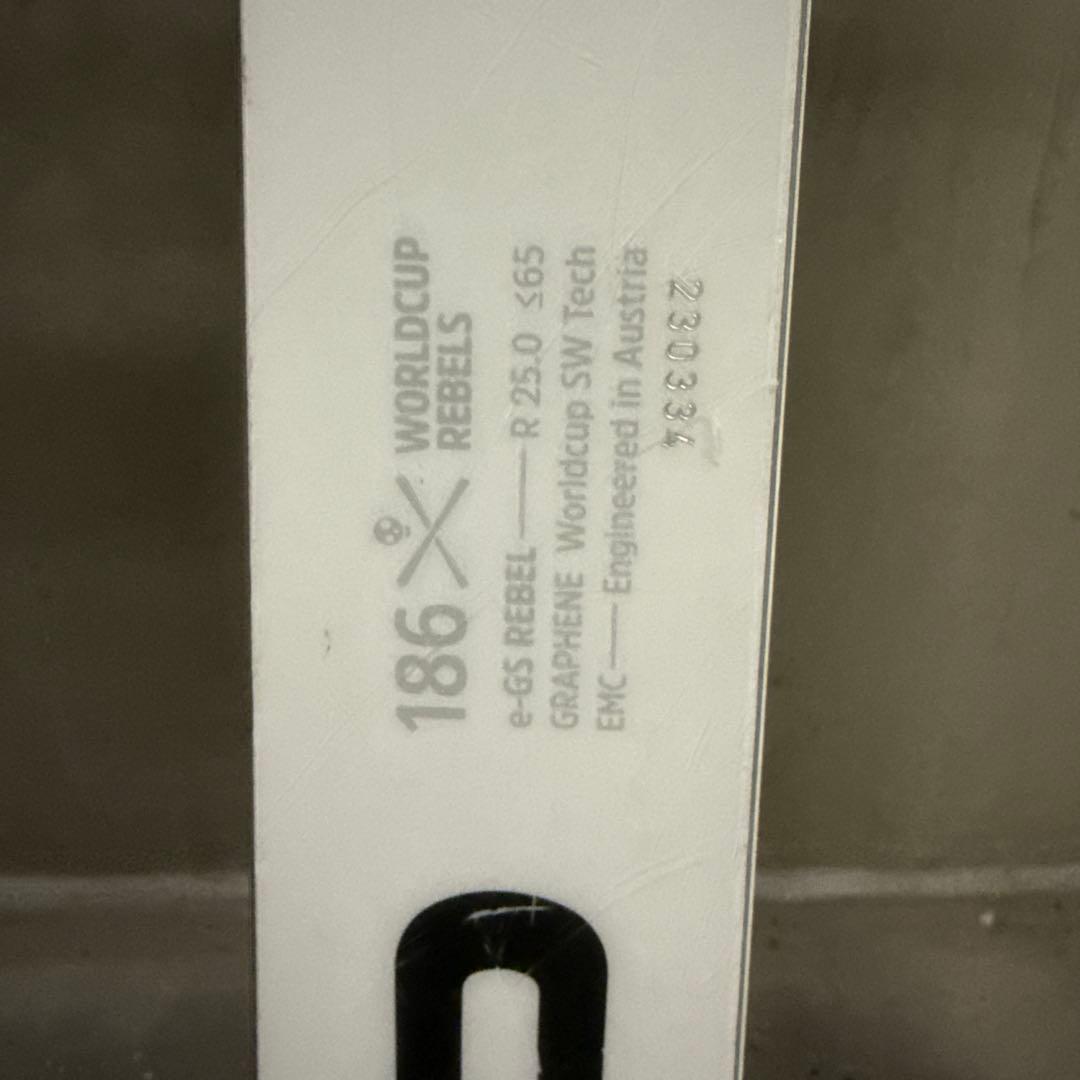 186 WORLDCUP
REBELS
e-GS REBEL — R 25.0 ≤65
GRAPHENE Worldcup SW Tech
EMC — Engineered in Austria
230334